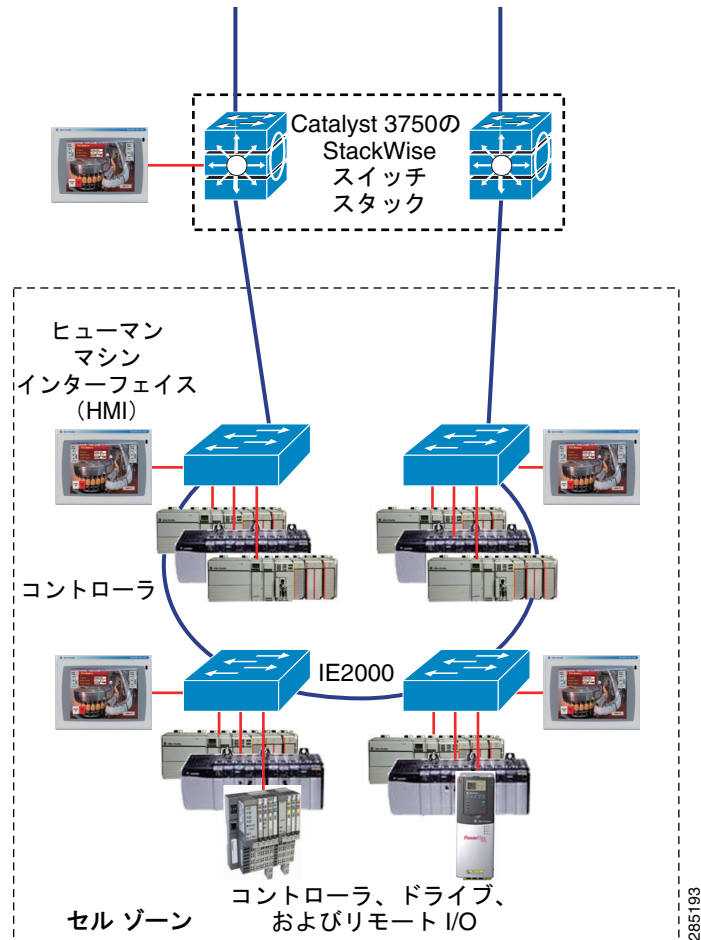 Catalyst 3750の
StackWise
スイッチ
スタック
ヒューマン
マシン
インターフェイス
（HMI）
コントローラ
IE2000
コントローラ、ドライブ、
およびリモート I/O
セル ゾーン
285193